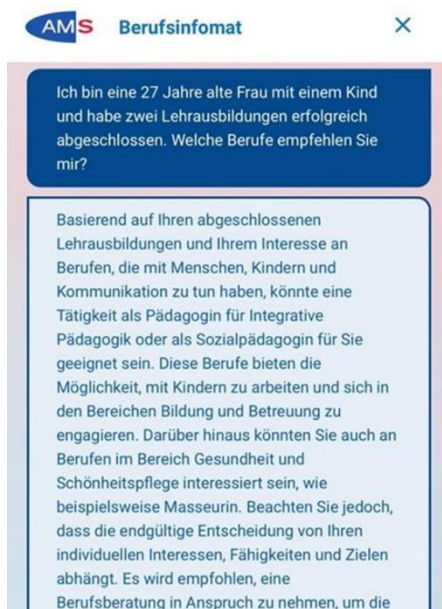 AMS Berufsinfomat
Ich bin eine 27 Jahre alte Frau mit einem Kind
und habe zwei Lehrausbildungen erfolgreich
abgeschlossen. Welche Berufe empfehlen Sie
mir?
Basierend auf Ihren abgeschlossenen
Lehrausbildungen und Ihrem Interesse an
Berufen, die mit Menschen, Kindern und
Kommunikation zu tun haben, könnte eine
Tätigkeit als Pädagogin für Integrative
Pädagogik oder als Sozialpädagogin für Sie
geeignet sein. Diese Berufe bieten die
Möglichkeit, mit Kindern zu arbeiten und sich in
den Bereichen Bildung und Betreuung zu
engagieren. Darüber hinaus könnten Sie auch an
Berufen im Bereich Gesundheit und
Schönheitspflege interessiert sein, wie
beispielsweise Masseurin. Beachten Sie jedoch,
dass die endgültige Entscheidung von Ihren
individuellen Interessen, Fähigkeiten und Zielen
abhängt. Es wird empfohlen, eine
Berufsberatung in Anspruch zu nehmen, um die